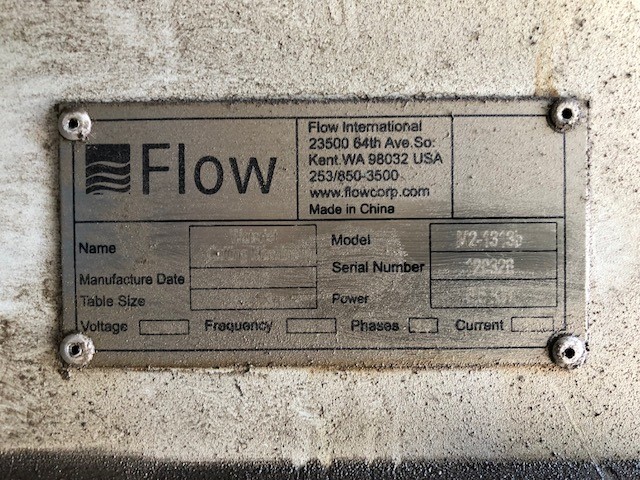 Flow
Flow International
23500 64th Ave.So:
Kent.WA 98032 USA
253/850-3500
www.flowcorp.com
Made in China
Name
Model
Serial Number
Manufacture Date
Table Size
Power
Voltage Frequency Phases Current